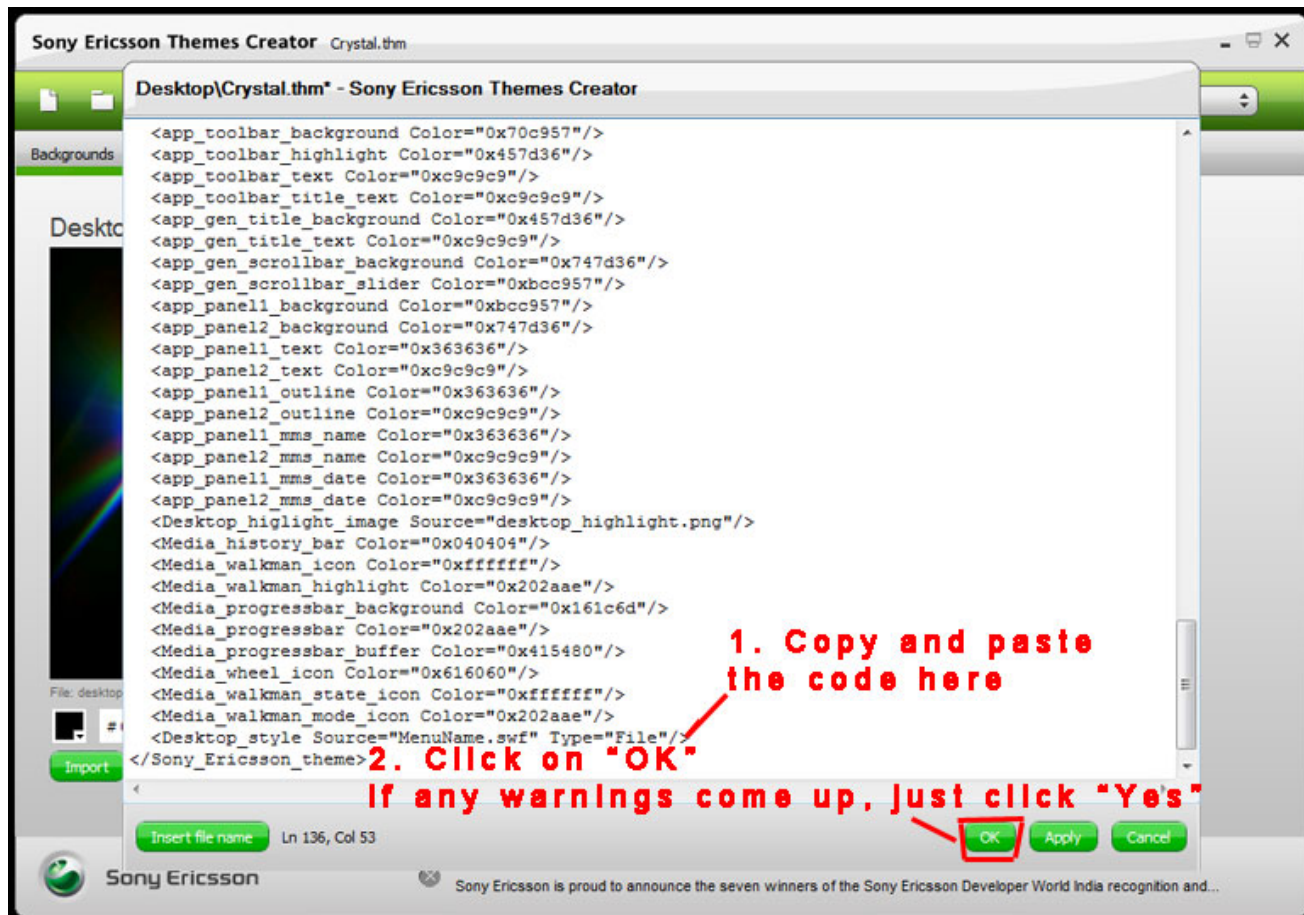 Sony Ericsson Themes Creator Crystal.thm
Desktop\Crystal.thm* - Sony Ericsson Themes Creator
Backgrounds
<app_toolbar_background Color="0x70c957"/>
<app_toolbar_highlight Color="0x457d36"/>
<app_toolbar_text Color="0xc9c9c9"/>
<app_toolbar_title_text Color="0xc9c9c9"/>
<app_gen_title_background Color="0x457d36"/>
<app_gen_title_text Color="0xc9c9c9"/>
<app_gen_scrollbar_background Color="0x747d36"/>
<app_gen_scrollbar_slider Color="0xbcc957"/>
<app_panel1_background Color="0xbcc957"/>
<app_panel2_background Color="0x747d36"/>
<app_panel1_text Color="0x363636"/>
<app_panel2_text Color="0xc9c9c9"/>
<app_panel1_outline Color="0x363636"/>
<app_panel2_outline Color="0xc9c9c9"/>
<app_panel1_mms_name Color="0x363636"/>
<app_panel2_mms_name Color="0xc9c9c9"/>
<app_panel1_mms_date Color="0x363636"/>
<app_panel2_mms_date Color="0xc9c9c9"/>
<Desktop_higlight_image Source="desktop_highlight.png"/>
<Media_history_bar Color="0x040404"/>
<Media_walkman_icon Color="0xffffff"/>
<Media_walkman_highlight Color="0x202aae"/>
<Media_progressbar_background Color="0x161c6d"/>
<Media_progressbar Color="0x202aae"/>
<Media_progressbar_buffer Color="0x415480"/>
<Media_wheel_icon Color="0x616060"/>
<Media_walkman_state_icon Color="0xffffff"/>
<Media_walkman_mode_icon Color="0x202aae"/>
<Desktop_style Source="MenuName.swf" Type="File"/>
</Sony_Ericsson_theme>
1. Copy and paste
the code here
2. Click on "OK"
If any warnings come up, just click "Yes"
Deskto
File: desktop
#
Import
Insert file name Ln 136, Col 53
OK Apply Cancel
Sony Ericsson
Sony Ericsson is proud to announce the seven winners of the Sony Ericsson Developer World India recognition and...